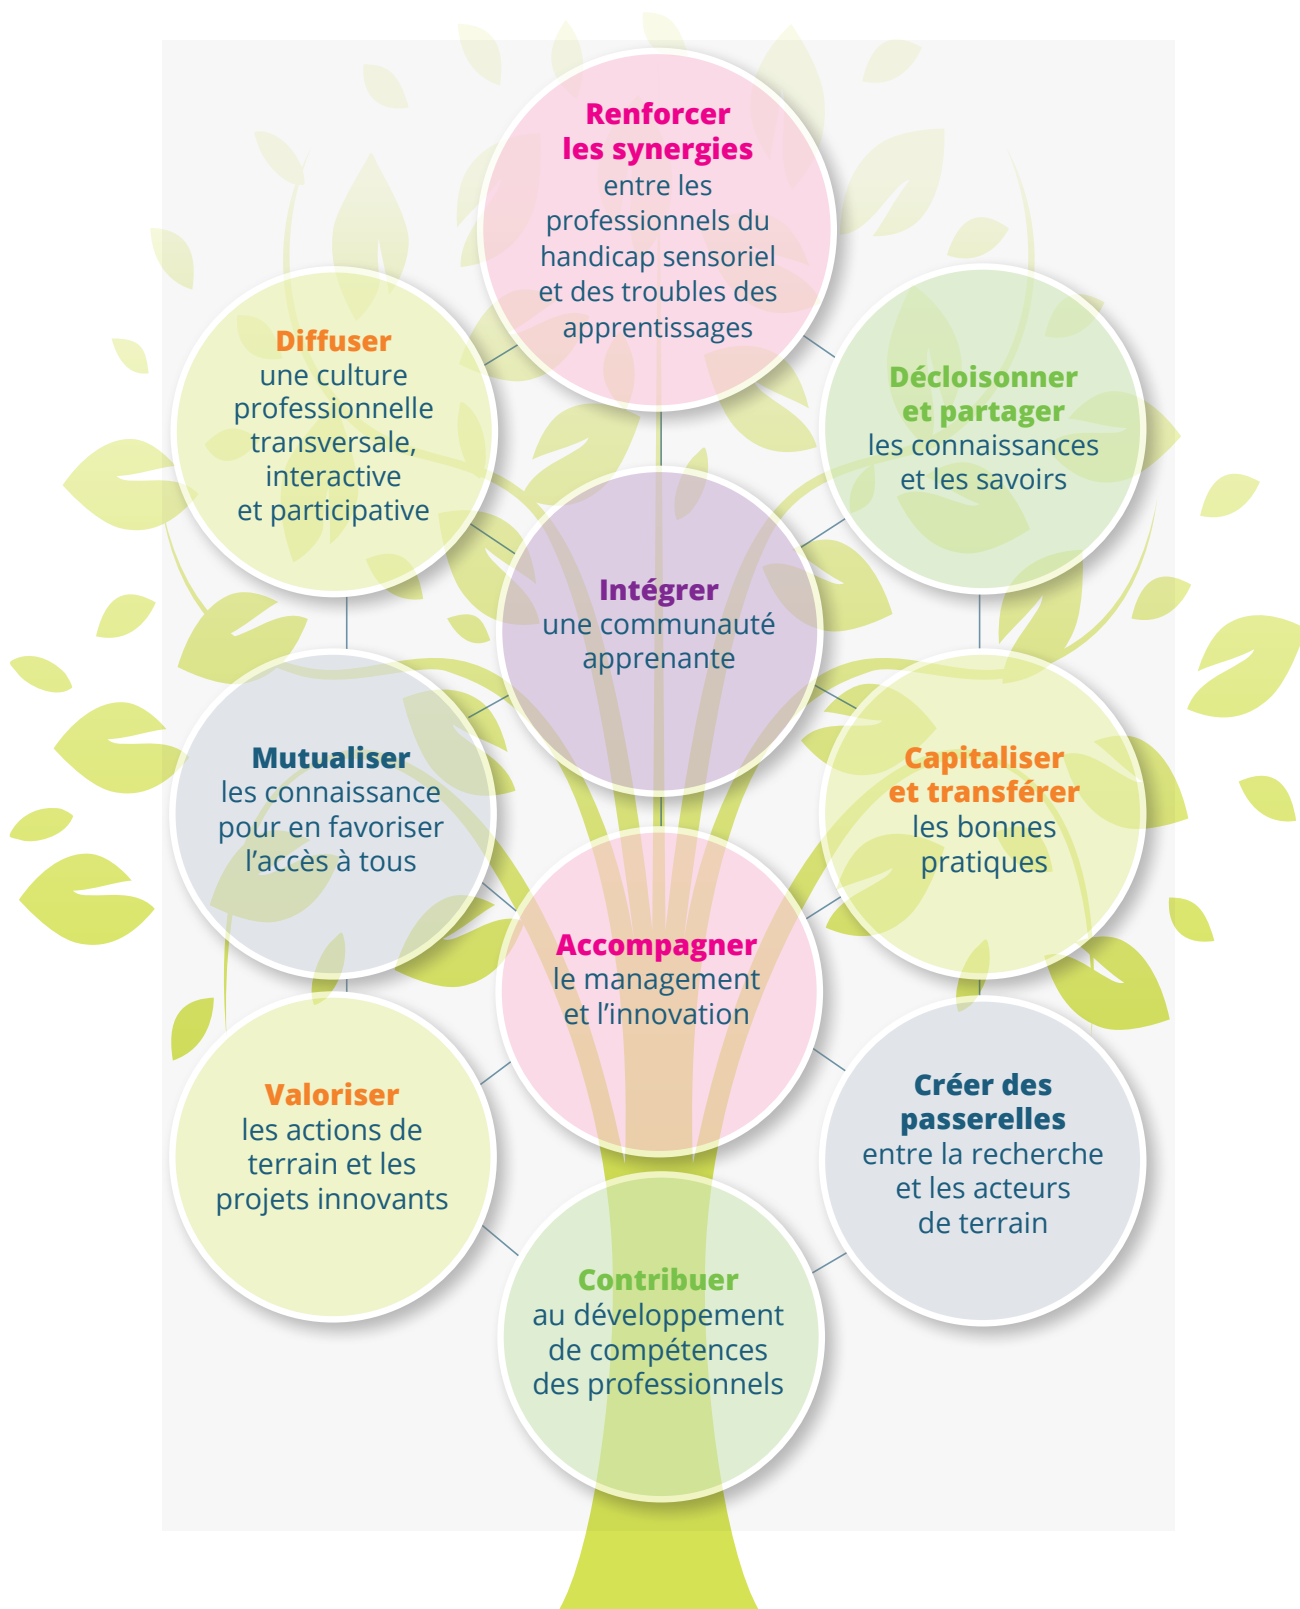 Renforcer
les synergies
entre les
professionnels du
handicap sensoriel
et des troubles des
apprentissages
Diffuser
une culture
professionnelle
transversale,
interactive
et participative
Décloisonner
et partager
les connaissances
et les savoirs
Intégrer
une communauté
apprenante
Mutualiser
les connaissance
pour en favoriser
l’accès à tous
Capitaliser
et transférer
les bonnes
pratiques
Accompagner
le management
et l’innovation
Valoriser
les actions de
terrain et les
projets innovants
Créer des
passerelles
entre la recherche
et les acteurs
de terrain
Contribuer
au développement
de compétences
des professionnels